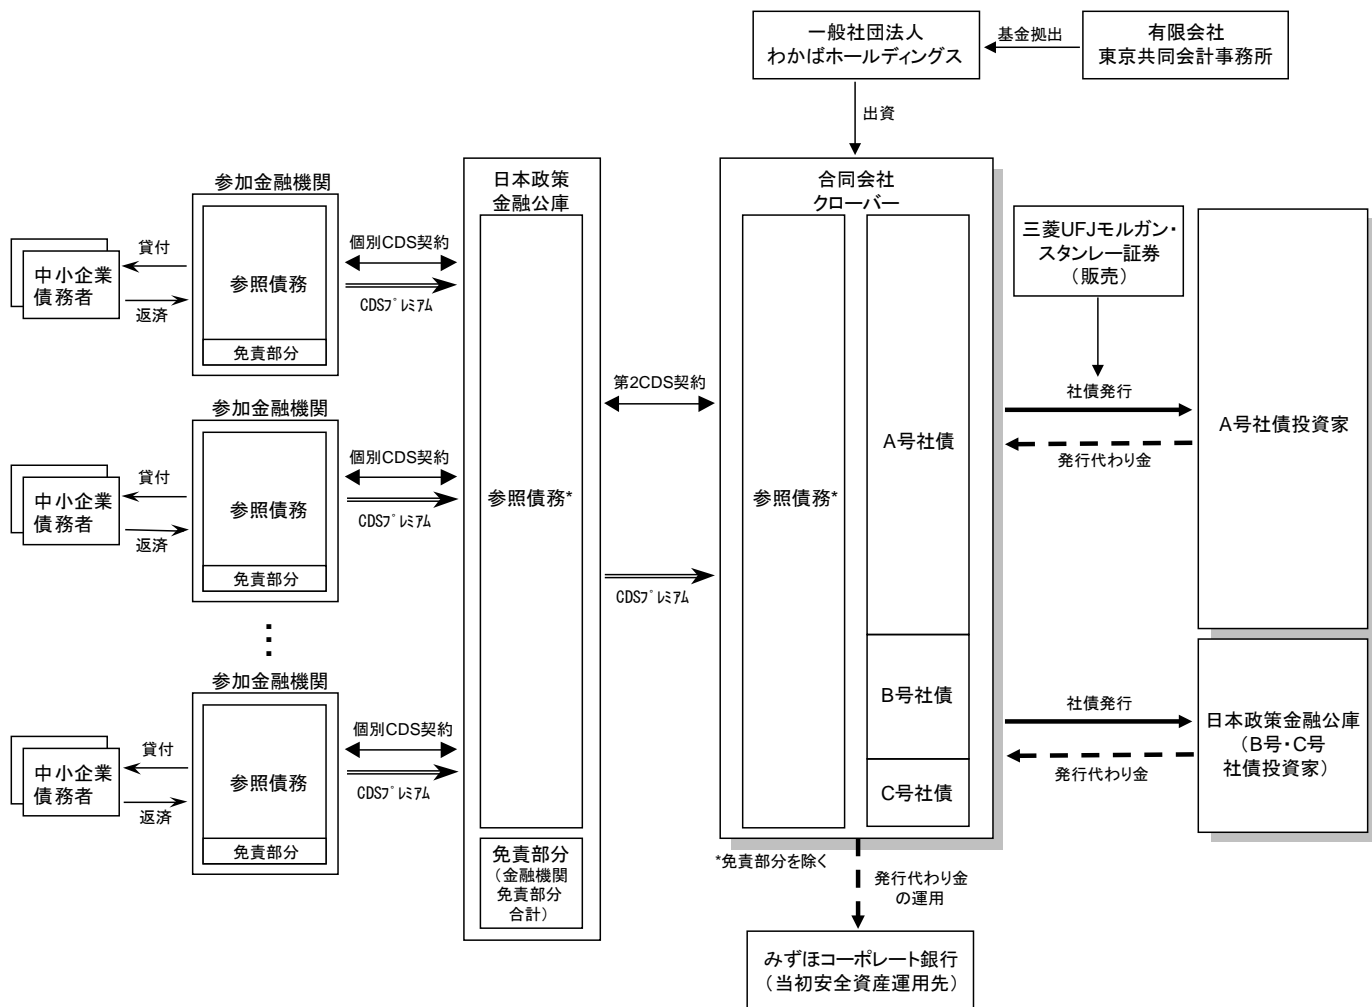 一般社団法人
わかばホールディングス
基金拠出
有限会社
東京共同会計事務所
出資
参加金融機関
日本政策
金融公庫
合同会社
クローバー
三菱UFJモルガン・
スタンレー証券
（販売）
中小企業
債務者
貸付
返済
参照債務
免責部分
個別CDS契約
CDSプレミアム
参加金融機関
中小企業
債務者
貸付
返済
参照債務
免責部分
個別CDS契約
CDSプレミアム
参照債務*
第2CDS契約
CDSプレミアム
参照債務*
A号社債
B号社債
C号社債
社債発行
発行代わり金
A号社債投資家
参加金融機関
中小企業
債務者
貸付
返済
参照債務
免責部分
個別CDS契約
CDSプレミアム
社債発行
発行代わり金
日本政策金融公庫
（B号・C号
社債投資家）
免責部分
（金融機関
免責部分
合計）
*免責部分を除く
発行代わり金
の運用
みずほコーポレート銀行
（当初安全資産運用先）